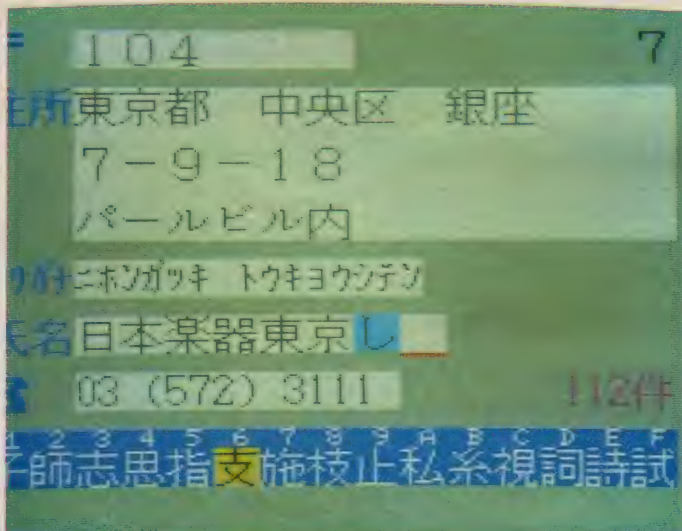 〒 104 7
住所 東京都 中央区 銀座
7-9-18
パールビル内
フリガナ ニホンガッキ トウキョウシテン
氏名 日本楽器東京し
☎ 03 (572) 3111 112件
1 2 3 4 5 6 7 8 9 A B C D E F
子師志思指支施枝止私糸視詞詩試